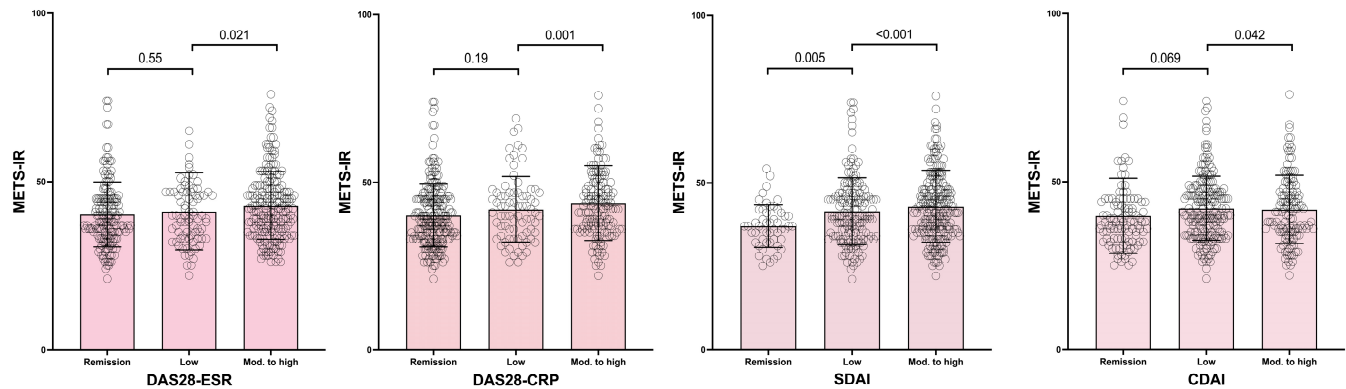 100
50
0
METS-IR
0.55
0.021
Remission
Low
Mod. to high
DAS28-ESR
100
50
0
METS-IR
0.19
0.001
Remission
Low
Mod. to high
DAS28-CRP
100
50
0
METS-IR
0.005
<0.001
Remission
Low
Mod. to high
SDAI
100
50
0
METS-IR
0.069
0.042
Remission
Low
Mod. to high
CDAI